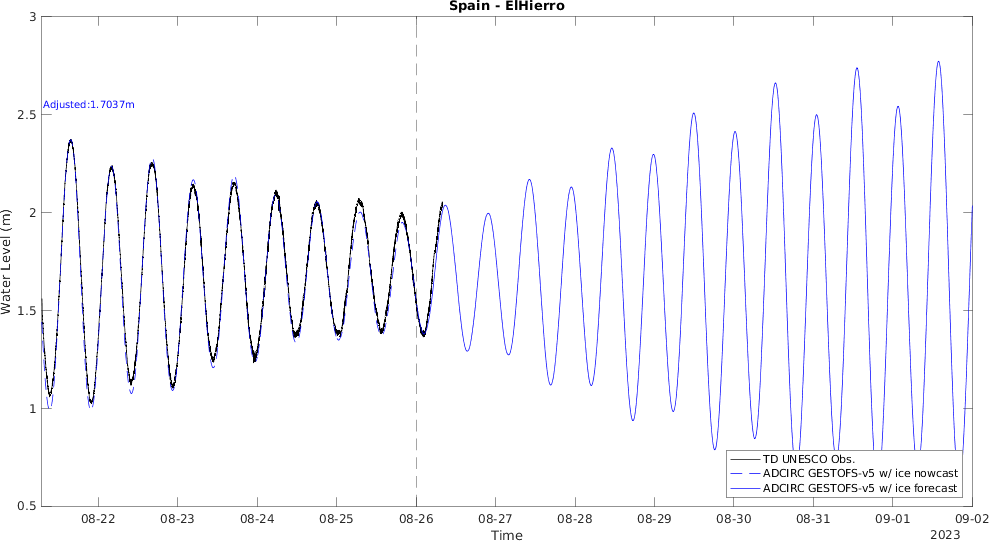 Spain - ElHierro
3
2.5
2
1.5
1
0.5
Water Level (m)
Adjusted:1.7037m
TD UNESCO Obs.
ADCIRC GESTOFS-v5 w/ ice nowcast
ADCIRC GESTOFS-v5 w/ ice forecast
08-22 08-23 08-24 08-25 08-26 08-27 08-28 08-29 08-30 08-31 09-01 09-02
Time
2023